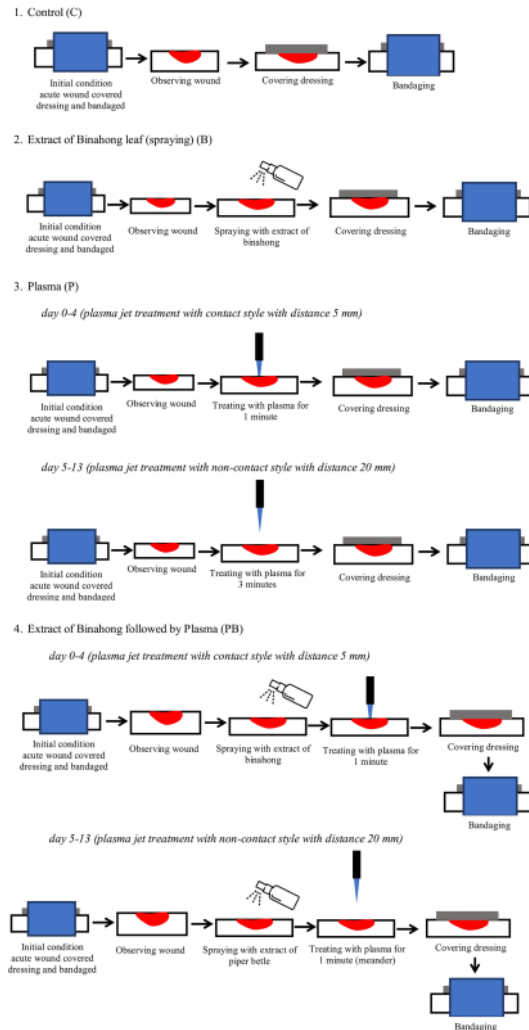 1. Control (C)
Initial condition
acute wound covered
dressing and bandaged
Observing wound
Covering dressing
Bandaging
2. Extract of Binahong leaf (spraying) (B)
Initial condition
acute wound covered
dressing and bandaged
Observing wound
Spraying with extract of
binahong
Covering dressing
Bandaging
3. Plasma (P)
day 0-4 (plasma jet treatment with contact style with distance 5 mm)
Initial condition
acute wound covered
dressing and bandaged
Observing wound
Treating with plasma for
1 minute
Covering dressing
Bandaging
day 5-13 (plasma jet treatment with non-contact style with distance 20 mm)
Initial condition
acute wound covered
dressing and bandaged
Observing wound
Treating with plasma for
3 minutes
Covering dressing
Bandaging
4. Extract of Binahong followed by Plasma (PB)
day 0-4 (plasma jet treatment with contact style with distance 5 mm)
Initial condition
acute wound covered
dressing and bandaged
Observing wound
Spraying with extract of
binahong
Treating with plasma for
1 minute
Covering dressing
Bandaging
day 5-13 (plasma jet treatment with non-contact style with distance 20 mm)
Initial condition
acute wound covered
dressing and bandaged
Observing wound
Spraying with extract of
piper betle
Treating with plasma for
1 minute (meander)
Covering dressing
Bandaging